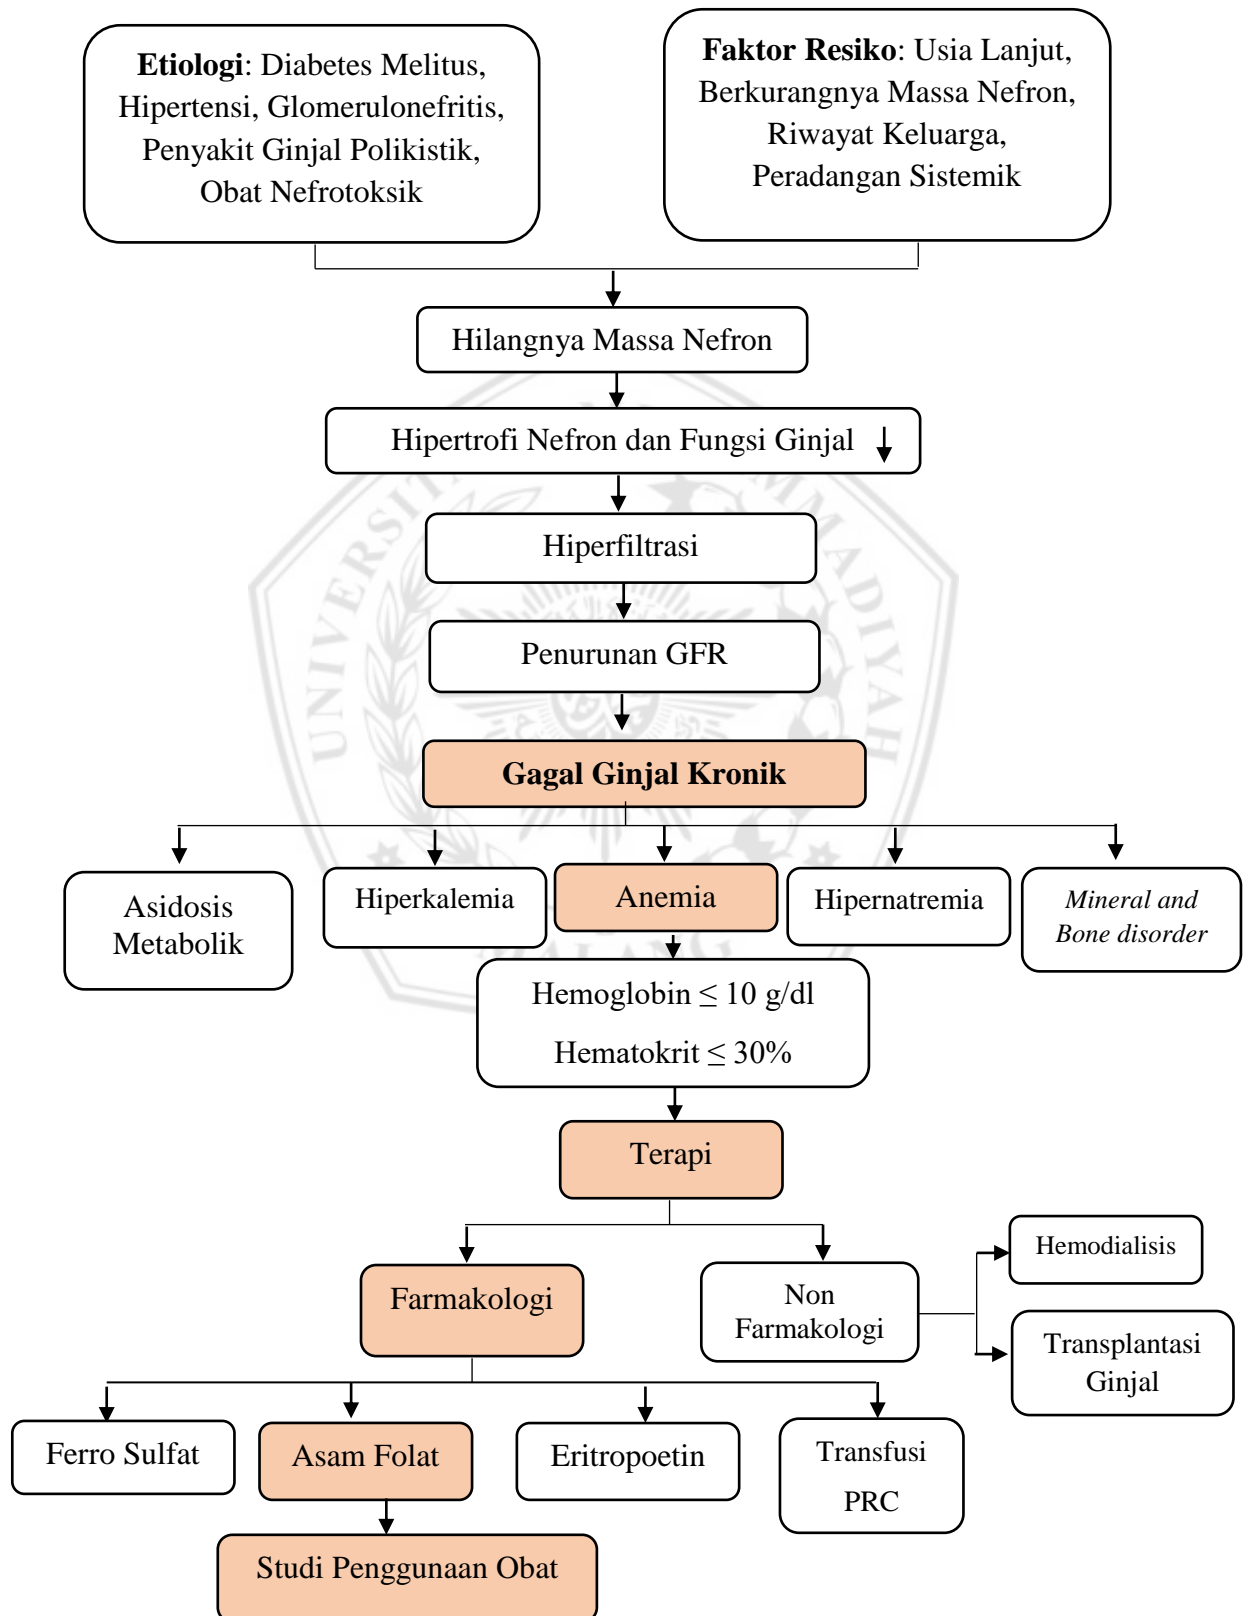 Etiologi: Diabetes Melitus,
Hipertensi, Glomerulonefritis,
Penyakit Ginjal Polikistik,
Obat Nefrotoksik
Faktor Resiko: Usia Lanjut,
Berkurangnya Massa Nefron,
Riwayat Keluarga,
Peradangan Sistemik
Hilangnya Massa Nefron
Hipertrofi Nefron dan Fungsi Ginjal ↓
Hiperfiltrasi
Penurunan GFR
Gagal Ginjal Kronik
Asidosis
Metabolik
Hiperkalemia
Anemia
Hipernatremia
Mineral and
Bone disorder
Hemoglobin ≤ 10 g/dl
Hematokrit ≤ 30%
Terapi
Farmakologi
Non
Farmakologi
Hemodialisis
Transplantasi
Ginjal
Ferro Sulfat
Asam Folat
Eritropoetin
Transfusi
PRC
Studi Penggunaan Obat
MALANG